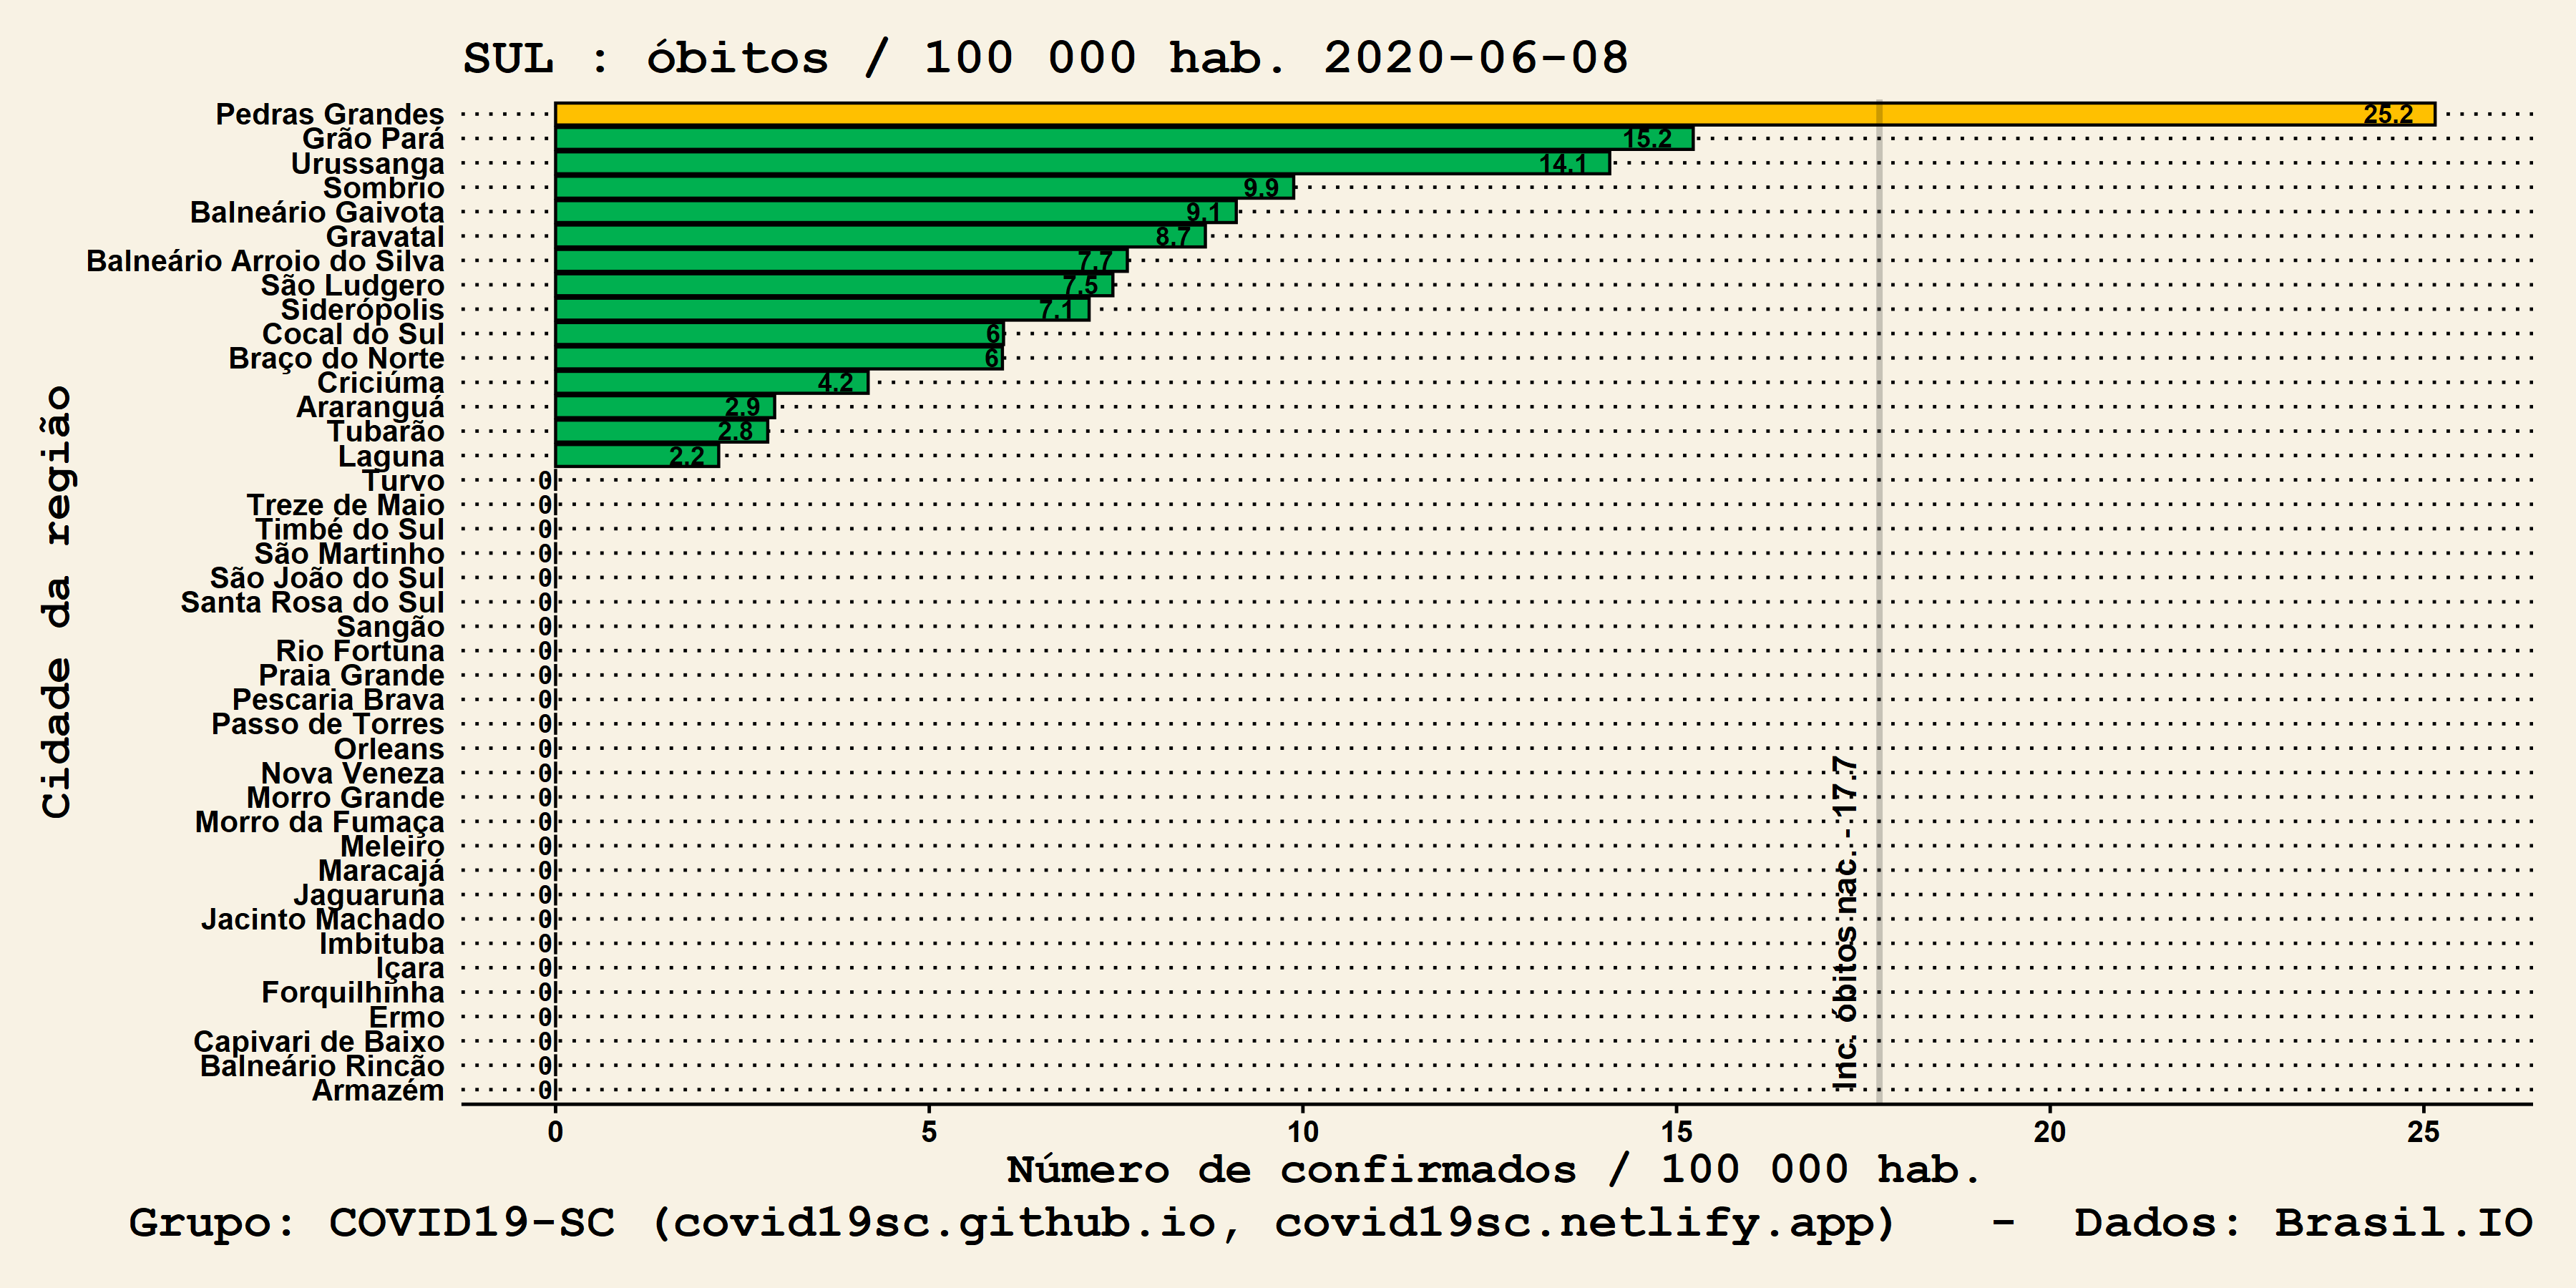 SUL : óbitos / 100 000 hab. 2020-06-08
Cidade da região
Pedras Grandes 25.2
Grão Pará 15.2
Urussanga 14.1
Sombrio 9.9
Balneário Gaivota 9.1
Gravatal 8.7
Balneário Arroio do Silva 7.7
São Ludgero 7.5
Siderópolis 7.1
Cocal do Sul 6
Braço do Norte 6
Criciúma 4.2
Araranguá 2.9
Tubarão 2.8
Laguna 2.2
Turvo 0
Treze de Maio 0
Timbé do Sul 0
São Martinho 0
São João do Sul 0
Santa Rosa do Sul 0
Sangão 0
Rio Fortuna 0
Praia Grande 0
Pescaria Brava 0
Passo de Torres 0
Orleans 0
Nova Veneza 0
Morro Grande 0
Morro da Fumaça 0
Meleiro 0
Maracajá 0
Jaguaruna 0
Jacinto Machado 0
Imbituba 0
Içara 0
Forquilhinha 0
Ermo 0
Capivari de Baixo 0
Balneário Rincão 0
Armazém 0
Inc. óbitos nac. - 17.7
0 5 10 15 20 25
Número de confirmados / 100 000 hab.
Grupo: COVID19-SC (covid19sc.github.io, covid19sc.netlify.app) - Dados: Brasil.IO